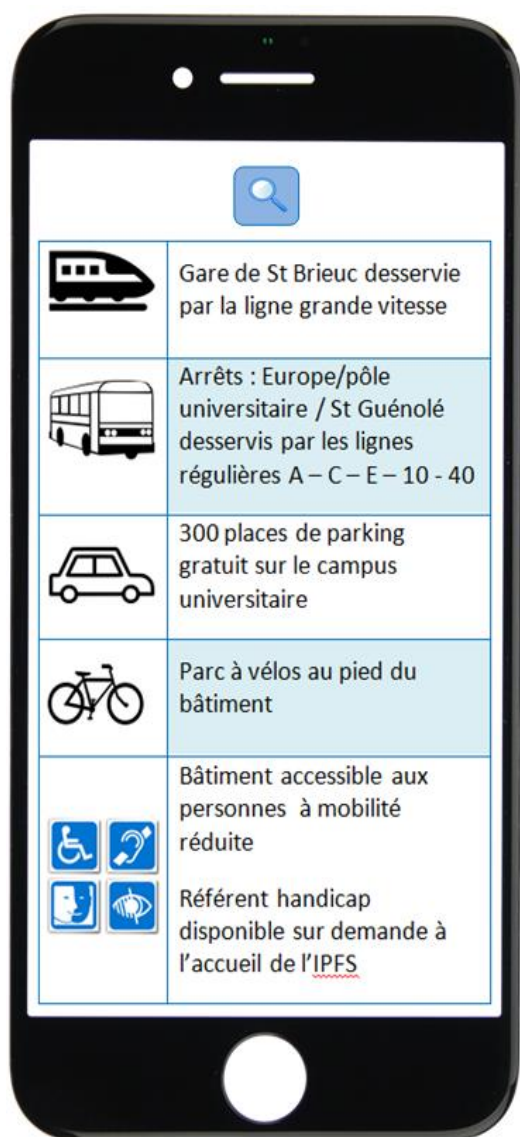 Gare de St Brieuc desservie
par la ligne grande vitesse
Arrêts : Europe/pôle
universitaire / St Guénolé
desservis par les lignes
régulières A – C – E – 10 - 40
300 places de parking
gratuit sur le campus
universitaire
Parc à vélos au pied du
bâtiment
Bâtiment accessible aux
personnes à mobilité
réduite
Référent handicap
disponible sur demande à
l’accueil de l’IPFS